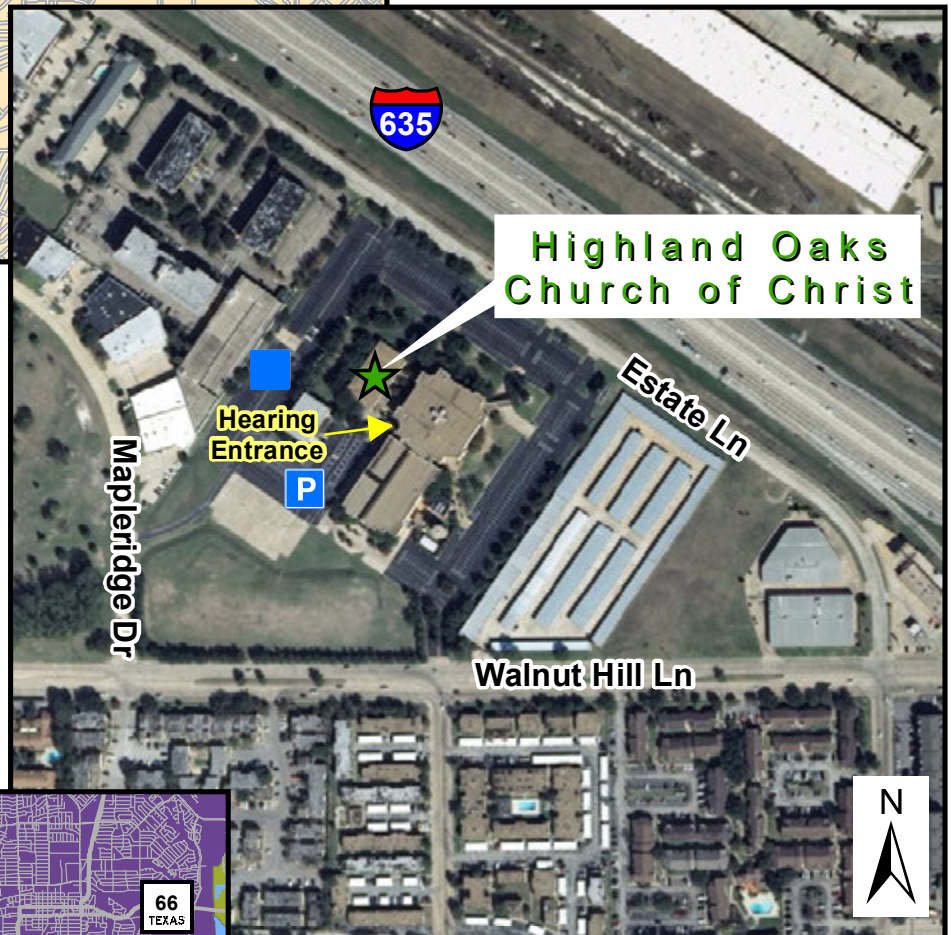 635
Highland Oaks
Church of Christ
Estate Ln
Hearing
Entrance
P
Mapleridge Dr
Walnut Hill Ln
N
66
TEXAS